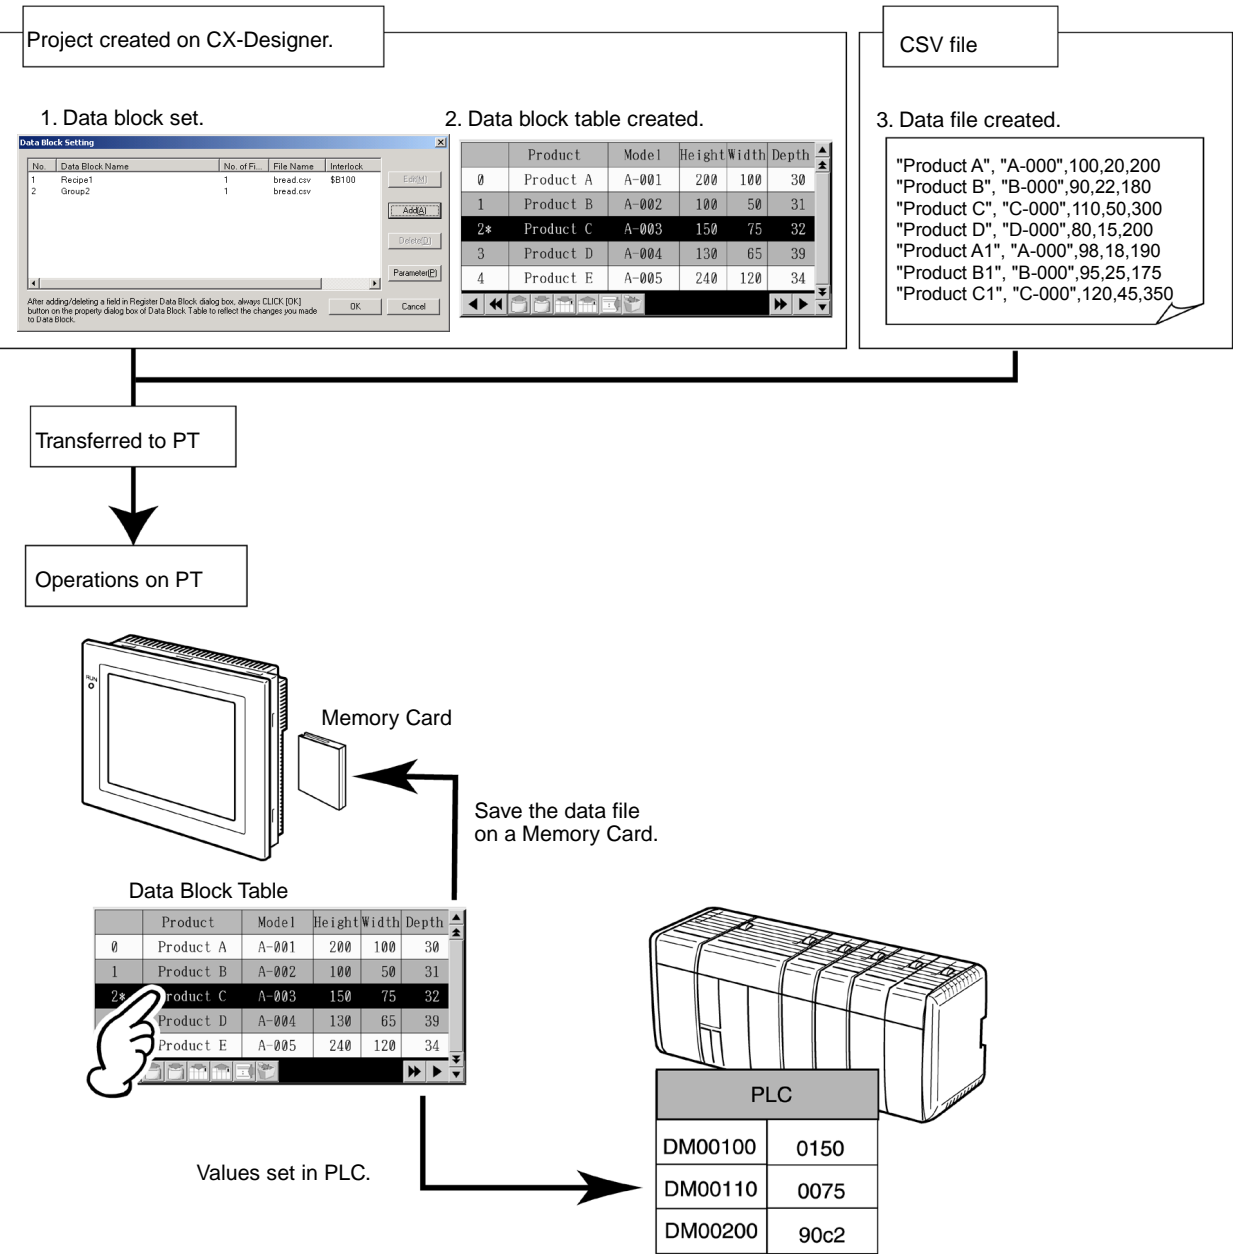 Project created on CX-Designer.
CSV file
1. Data block set.
2. Data block table created.
3. Data file created.
Data Block Setting
No. Data Block Name No. of Fi... File Name Interlock
1 Recipe1 1 bread.csv $B100
2 Group2 1 bread.csv
Edit(M)
Add(A)
Delete(D)
Parameter(P)
After adding/deleting a field in Register Data Block dialog box, always CLICK [OK]
button on the property dialog box of Data Block Table to reflect the changes you made
to Data Block.
OK
Cancel
Product Model Height Width Depth
0 Product A A-001 200 100 30
1 Product B A-002 100 50 31
2* Product C A-003 150 75 32
3 Product D A-004 130 65 39
4 Product E A-005 240 120 34
"Product A", "A-000",100,20,200
"Product B", "B-000",90,22,180
"Product C", "C-000",110,50,300
"Product D", "D-000",80,15,200
"Product A1", "A-000",98,18,190
"Product B1", "B-000",95,25,175
"Product C1", "C-000",120,45,350
Transferred to PT
Operations on PT
RUN
Memory Card
Save the data file
on a Memory Card.
Data Block Table
Product Model Height Width Depth
0 Product A A-001 200 100 30
1 Product B A-002 100 50 31
2* roduct C A-003 150 75 32
Product D A-004 130 65 39
Product E A-005 240 120 34
Values set in PLC.
PLC
DM00100 0150
DM00110 0075
DM00200 90c2